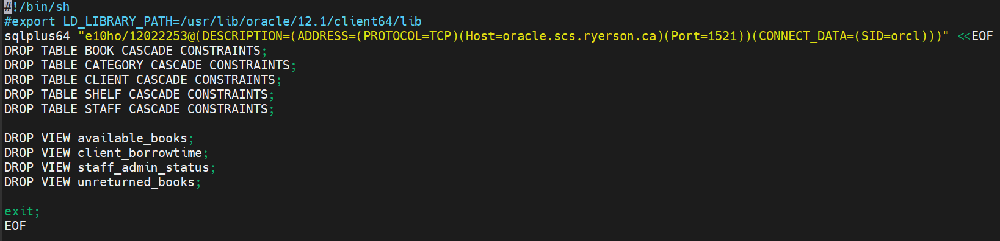 #!/bin/sh
#export LD_LIBRARY_PATH=/usr/lib/oracle/12.1/client64/lib
sqlplus64 "e10ho/12022253@(DESCRIPTION=(ADDRESS=(PROTOCOL=TCP)(Host=oracle.scs.ryerson.ca)(Port=1521))(CONNECT_DATA=(SID=orcl)))" <<EOF
DROP TABLE BOOK CASCADE CONSTRAINTS;
DROP TABLE CATEGORY CASCADE CONSTRAINTS;
DROP TABLE CLIENT CASCADE CONSTRAINTS;
DROP TABLE SHELF CASCADE CONSTRAINTS;
DROP TABLE STAFF CASCADE CONSTRAINTS;
DROP VIEW available_books;
DROP VIEW client_borrowtime;
DROP VIEW staff_admin_status;
DROP VIEW unreturned_books;
exit;
EOF